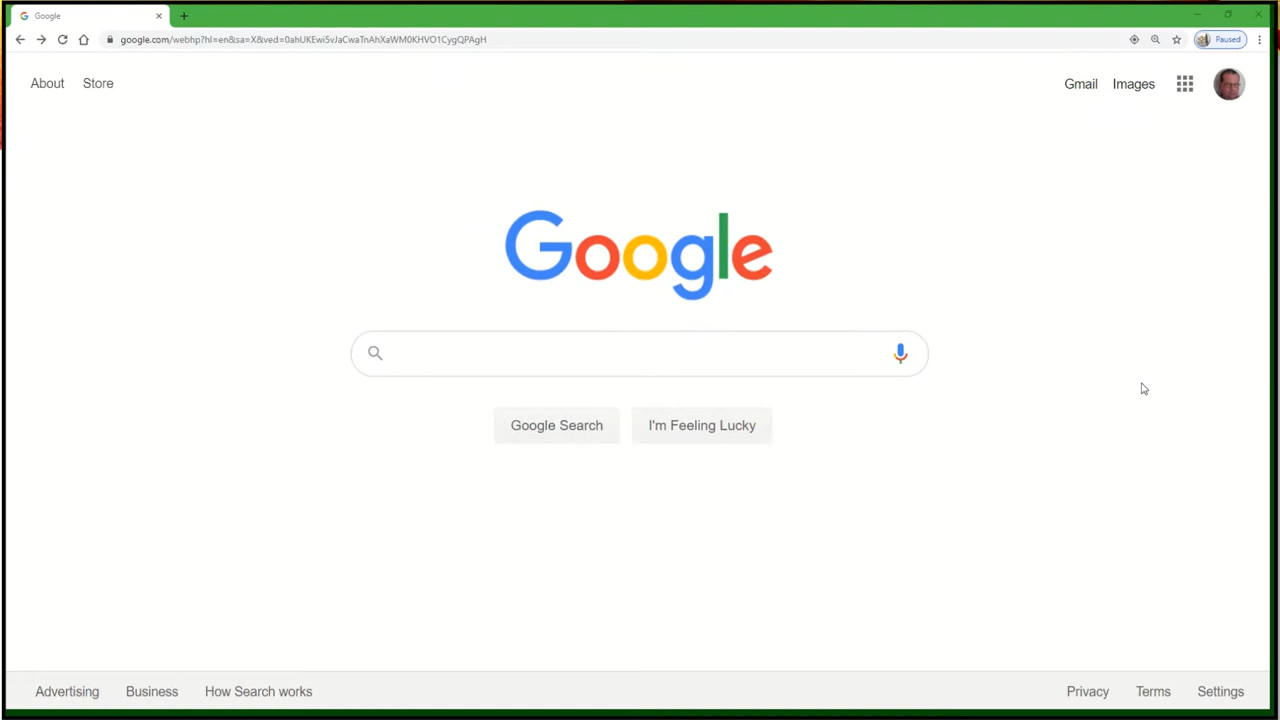 Google
google.com/webhp?hl=en&sa=X&ved=0ahUKEwi5vJaCwaTnAhXaWM0KHVO1CygQPAgH
Paused
About Store
Gmail Images
Google
Google Search
I'm Feeling Lucky
Advertising Business How Search works
Privacy Terms Settings